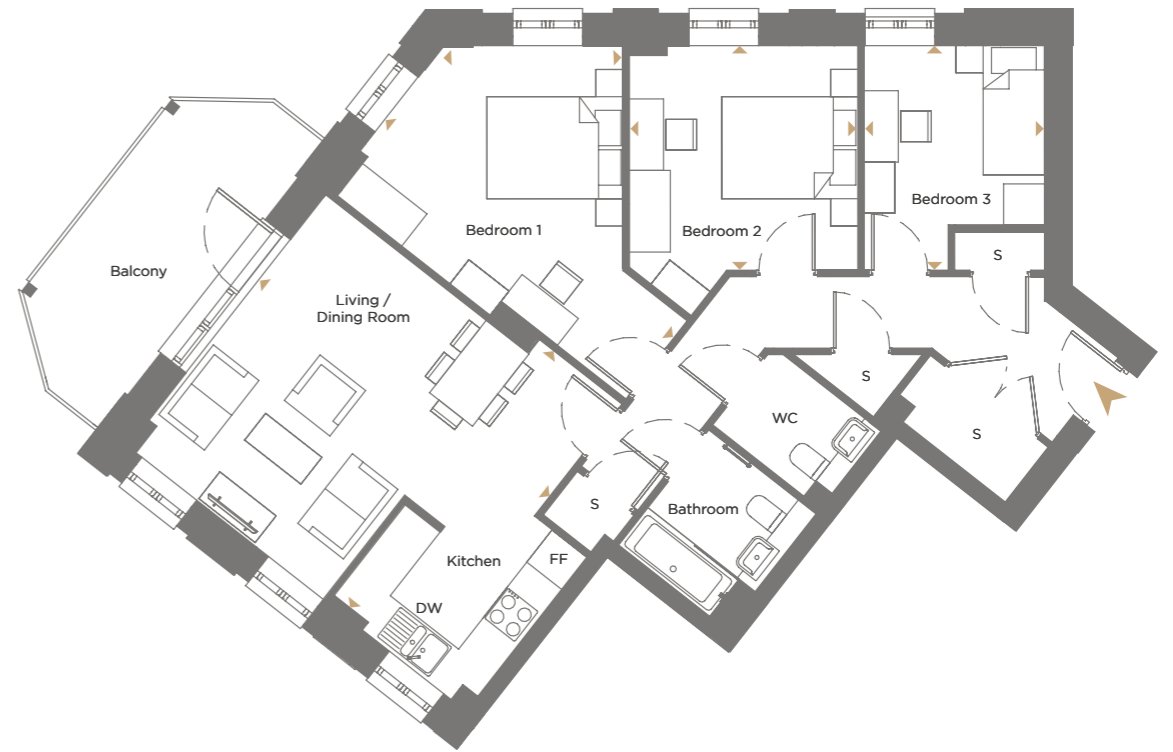 Bedroom 3
Bedroom 1
Bedroom 2
S
Balcony
Living /
Dining Room
S
WC
S
S
Bathroom
Kitchen
FF
DW